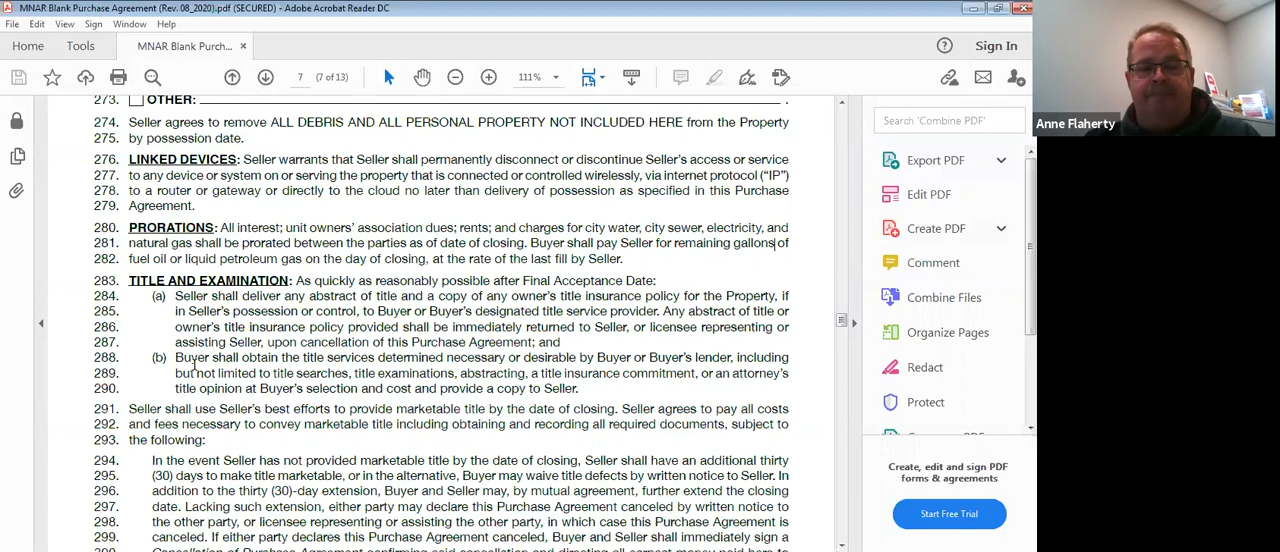 MNAR Blank Purchase Agreement (Rev. 08_2020).pdf (SECURED) - Adobe Acrobat Reader DC
File Edit View Sign Window Help
Home Tools MNAR Blank Purch... × Sign In
7 (7 of 13) 111%
273. OTHER: .
274. Seller agrees to remove ALL DEBRIS AND ALL PERSONAL PROPERTY NOT INCLUDED HERE from the Property
275. by possession date.
276. LINKED DEVICES: Seller warrants that Seller shall permanently disconnect or discontinue Seller's access or service
277. to any device or system on or serving the property that is connected or controlled wirelessly, via internet protocol ("IP")
278. to a router or gateway or directly to the cloud no later than delivery of possession as specified in this Purchase
279. Agreement.
280. PRORATIONS: All interest; unit owners' association dues; rents; and charges for city water, city sewer, electricity, and
281. natural gas shall be prorated between the parties as of date of closing. Buyer shall pay Seller for remaining gallons of
282. fuel oil or liquid petroleum gas on the day of closing, at the rate of the last fill by Seller.
283. TITLE AND EXAMINATION: As quickly as reasonably possible after Final Acceptance Date:
284. (a) Seller shall deliver any abstract of title and a copy of any owner's title insurance policy for the Property, if
285. in Seller's possession or control, to Buyer or Buyer's designated title service provider. Any abstract of title or
286. owner's title insurance policy provided shall be immediately returned to Seller, or licensee representing or
287. assisting Seller, upon cancellation of this Purchase Agreement; and
288. (b) Buyer shall obtain the title services determined necessary or desirable by Buyer or Buyer's lender, including
289. but not limited to title searches, title examinations, abstracting, a title insurance commitment, or an attorney's
290. title opinion at Buyer's selection and cost and provide a copy to Seller.
291. Seller shall use Seller's best efforts to provide marketable title by the date of closing. Seller agrees to pay all costs
292. and fees necessary to convey marketable title including obtaining and recording all required documents, subject to
293. the following:
294. In the event Seller has not provided marketable title by the date of closing, Seller shall have an additional thirty
295. (30) days to make title marketable, or in the alternative, Buyer may waive title defects by written notice to Seller. In
296. addition to the thirty (30)-day extension, Buyer and Seller may, by mutual agreement, further extend the closing
297. date. Lacking such extension, either party may declare this Purchase Agreement canceled by written notice to
298. the other party, or licensee representing or assisting the other party, in which case this Purchase Agreement is
299. canceled. If either party declares this Purchase Agreement canceled, Buyer and Seller shall immediately sign a
300. Cancellation of Purchase Agreement confirming said cancellation and directing all earnest money paid here to
Search 'Combine PDF'
Export PDF
Edit PDF
Create PDF
Comment
Combine Files
Organize Pages
Redact
Protect
Create, edit and sign PDF
forms & agreements
Start Free Trial
Anne Flaherty